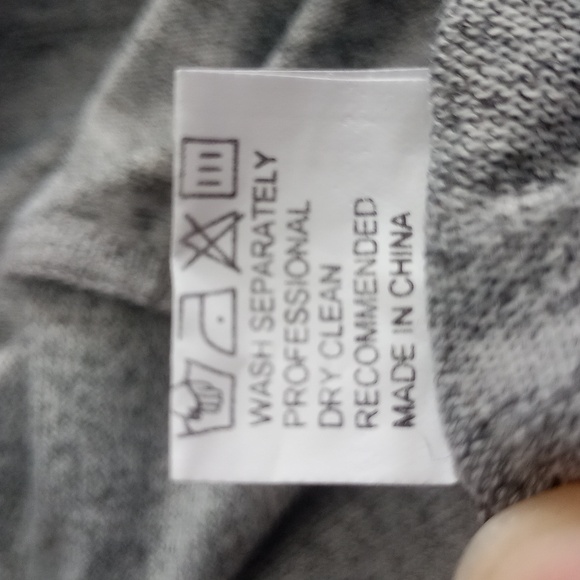 WASH SEPARATELY
PROFESSIONAL
DRY CLEAN
RECOMMENDED
MADE IN CHINA